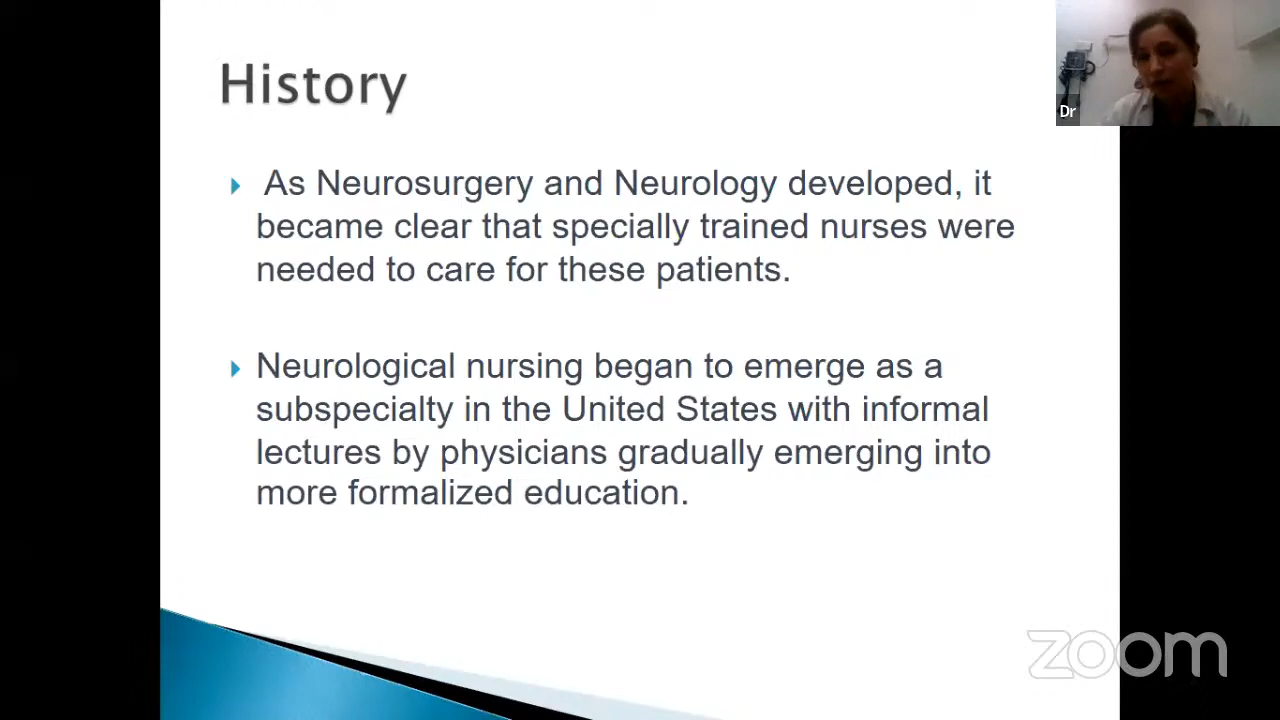 History
Dr
As Neurosurgery and Neurology developed, it
became clear that specially trained nurses were
needed to care for these patients.
Neurological nursing began to emerge as a
subspecialty in the United States with informal
lectures by physicians gradually emerging into
more formalized education.
zoom